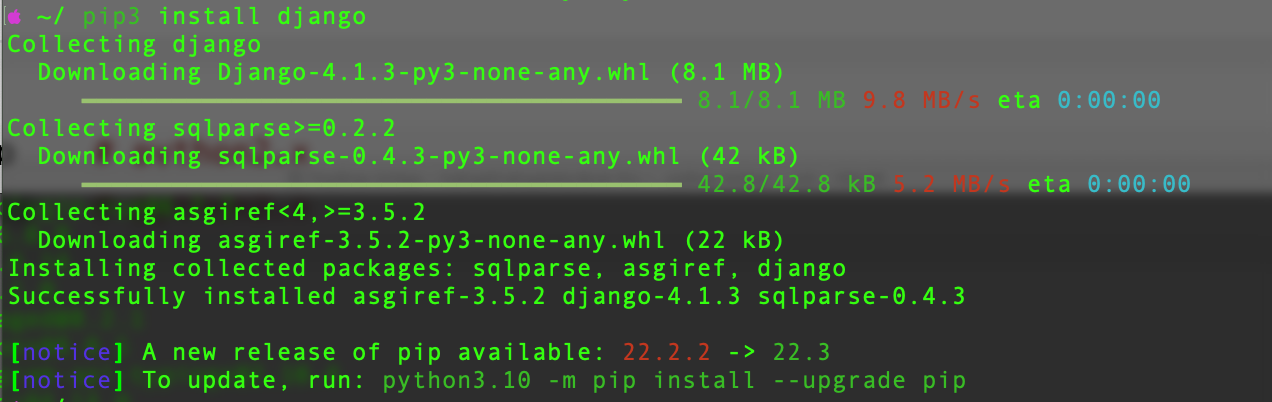 ~/ pip3 install django
Collecting django
Downloading Django-4.1.3-py3-none-any.whl (8.1 MB)
8.1/8.1 MB 9.8 MB/s eta 0:00:00
Collecting sqlparse>=0.2.2
Downloading sqlparse-0.4.3-py3-none-any.whl (42 kB)
42.8/42.8 kB 5.2 MB/s eta 0:00:00
Collecting asgiref<4,>=3.5.2
Downloading asgiref-3.5.2-py3-none-any.whl (22 kB)
Installing collected packages: sqlparse, asgiref, django
Successfully installed asgiref-3.5.2 django-4.1.3 sqlparse-0.4.3
[notice] A new release of pip available: 22.2.2 -> 22.3
[notice] To update, run: python3.10 -m pip install --upgrade pip